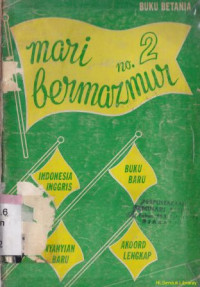 BUKU BETANIA
mari
no. 2
bermazmur
INDONESIA
INGGRIS
BUKU
BARU
NYANYIAN
BARU
AKOORD
LENGKAP